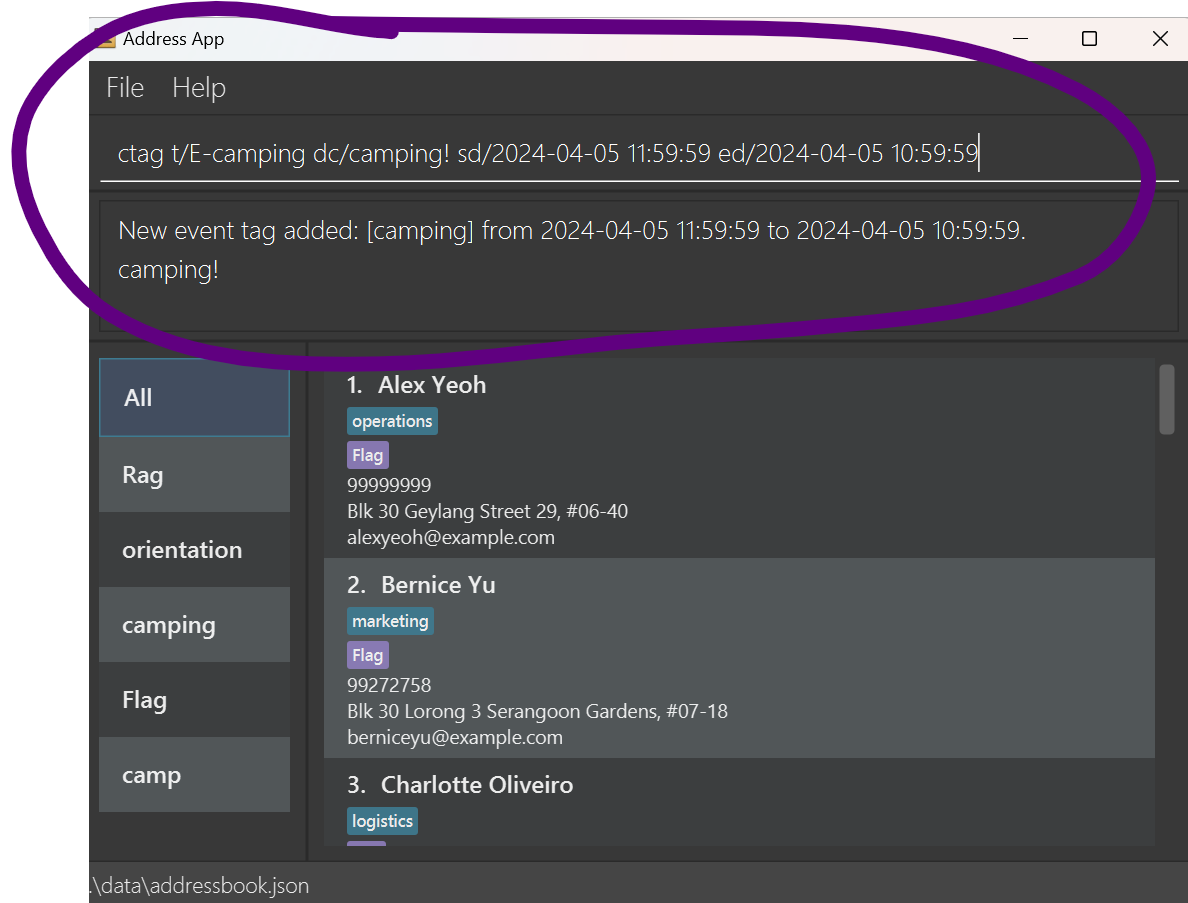 Address App
File Help
ctag t/E-camping dc/camping! sd/2024-04-05 11:59:59 ed/2024-04-05 10:59:59
New event tag added: [camping] from 2024-04-05 11:59:59 to 2024-04-05 10:59:59.
camping!
All
Rag
orientation
camping
Flag
camp
1. Alex Yeoh
operations
Flag
99999999
Blk 30 Geylang Street 29, #06-40
alexyeoh@example.com
2. Bernice Yu
marketing
Flag
99272758
Blk 30 Lorong 3 Serangoon Gardens, #07-18
berniceyu@example.com
3. Charlotte Oliveiro
logistics
.\data\addressbook.json